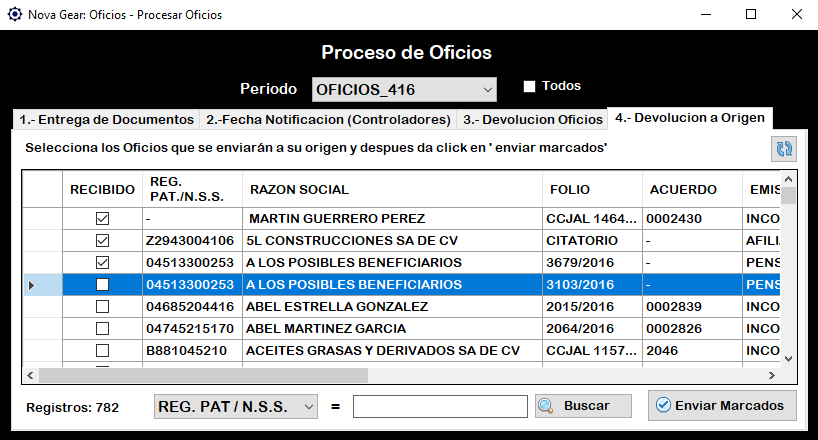 Nova Gear: Oficios - Procesar Oficios
Proceso de Oficios
Periodo OFICIOS_416 Todos
1.- Entrega de Documentos 2.-Fecha Notificacion (Controladores) 3.- Devolucion Oficios 4.- Devolucion a Origen
Selecciona los Oficios que se enviarán a su origen y despues da click en ' enviar marcados'
RECIBIDO REG. PAT./N.S.S. RAZON SOCIAL FOLIO ACUERDO EMIS
- MARTIN GUERRERO PEREZ CCJAL 1464... 0002430 INCO
Z2943004106 5L CONSTRUCCIONES SA DE CV CITATORIO - AFILI
04513300253 A LOS POSIBLES BENEFICIARIOS 3679/2016 - PENS
04513300253 A LOS POSIBLES BENEFICIARIOS 3103/2016 - PENS
04685204416 ABEL ESTRELLA GONZALEZ 2015/2016 0002839 INCO
04745215170 ABEL MARTINEZ GARCIA 2064/2016 0002826 INCO
B881045210 ACEITES GRASAS Y DERIVADOS SA DE CV CCJAL 1157... 2046 INCO
Registros: 782 REG. PAT / N.S.S. = Buscar Enviar Marcados